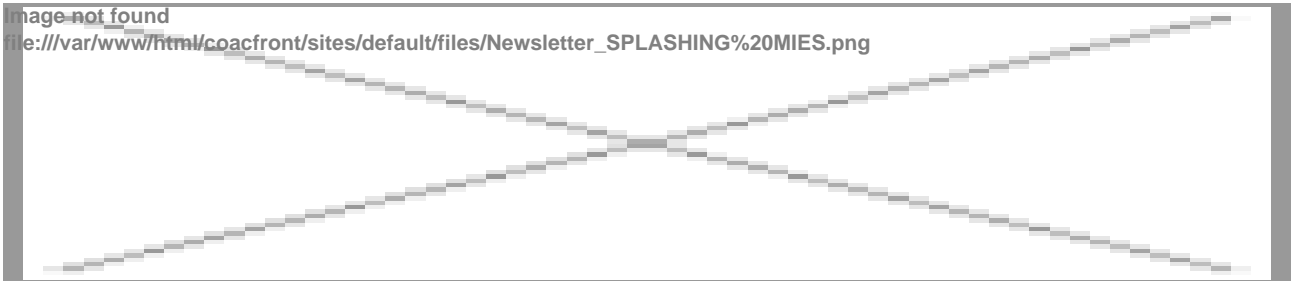 Image not found
file:///var/www/html/coacfront/sites/default/files/Newsletter_SPLASHING%20MIES.png